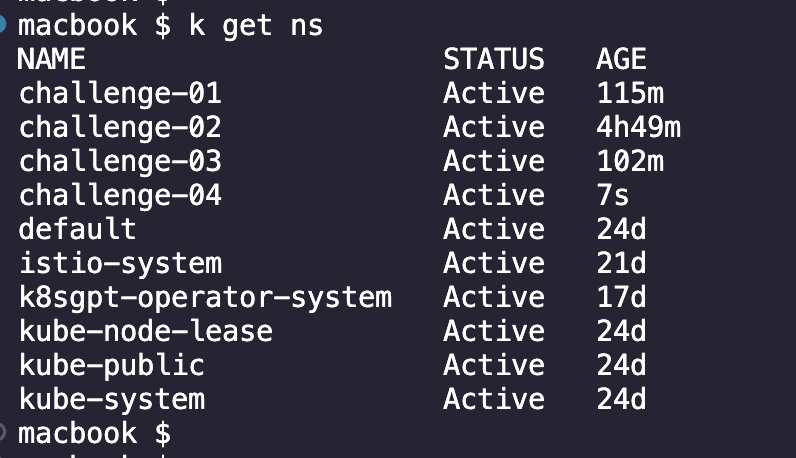 macbook $ k get ns
NAME STATUS AGE
challenge-01 Active 115m
challenge-02 Active 4h49m
challenge-03 Active 102m
challenge-04 Active 7s
default Active 24d
istio-system Active 21d
k8sgpt-operator-system Active 17d
kube-node-lease Active 24d
kube-public Active 24d
kube-system Active 24d
macbook $